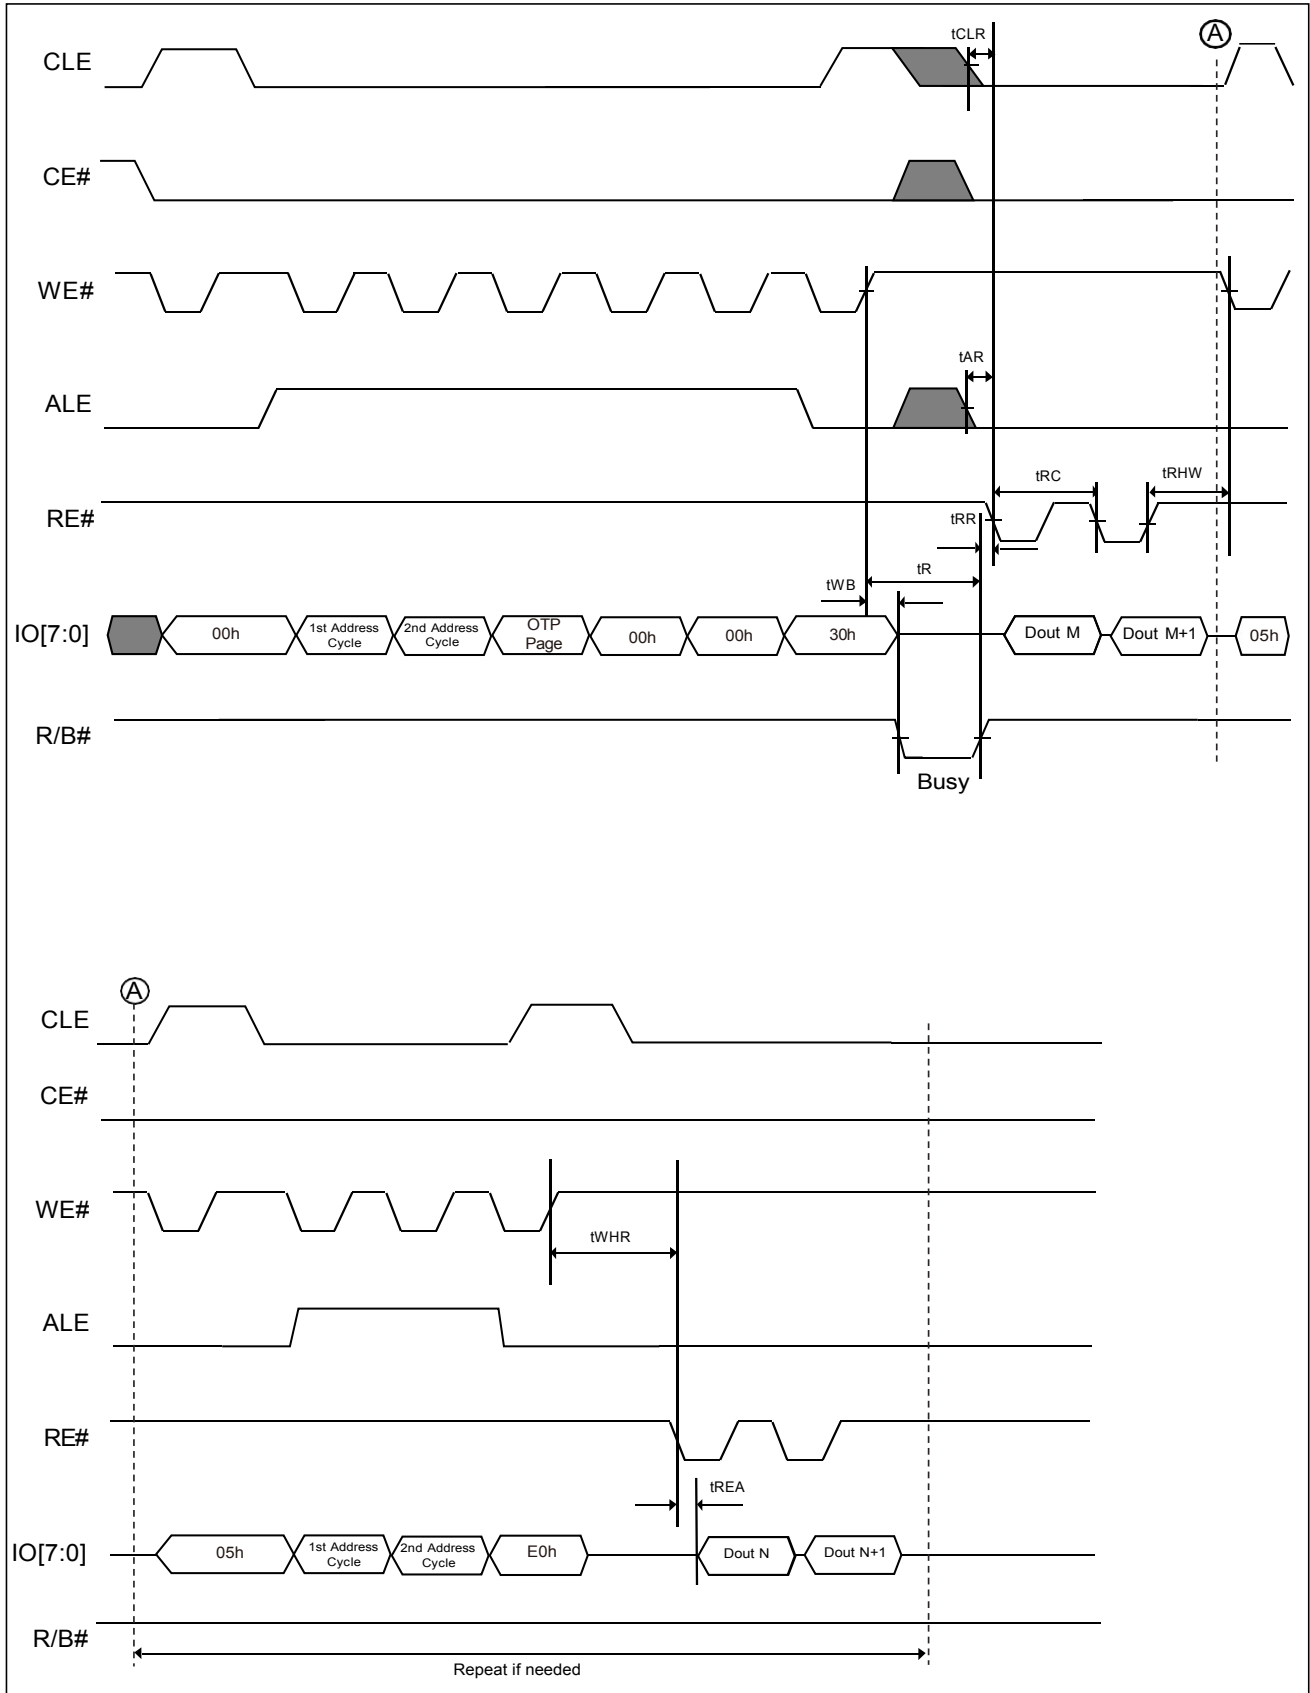 tCLR
A
CLE
CE#
WE#
tAR
ALE
tRC
tRHW
RE#
tRR
tR
tWB
IO[7:0]
00h
1st Address
Cycle
2nd Address
Cycle
OTP
Page
00h
00h
30h
Dout M
Dout M+1
05h
R/B#
Busy
A
CLE
CE#
WE#
tWHR
ALE
RE#
tREA
IO[7:0]
05h
1st Address
Cycle
2nd Address
Cycle
E0h
Dout N
Dout N+1
R/B#
Repeat if needed